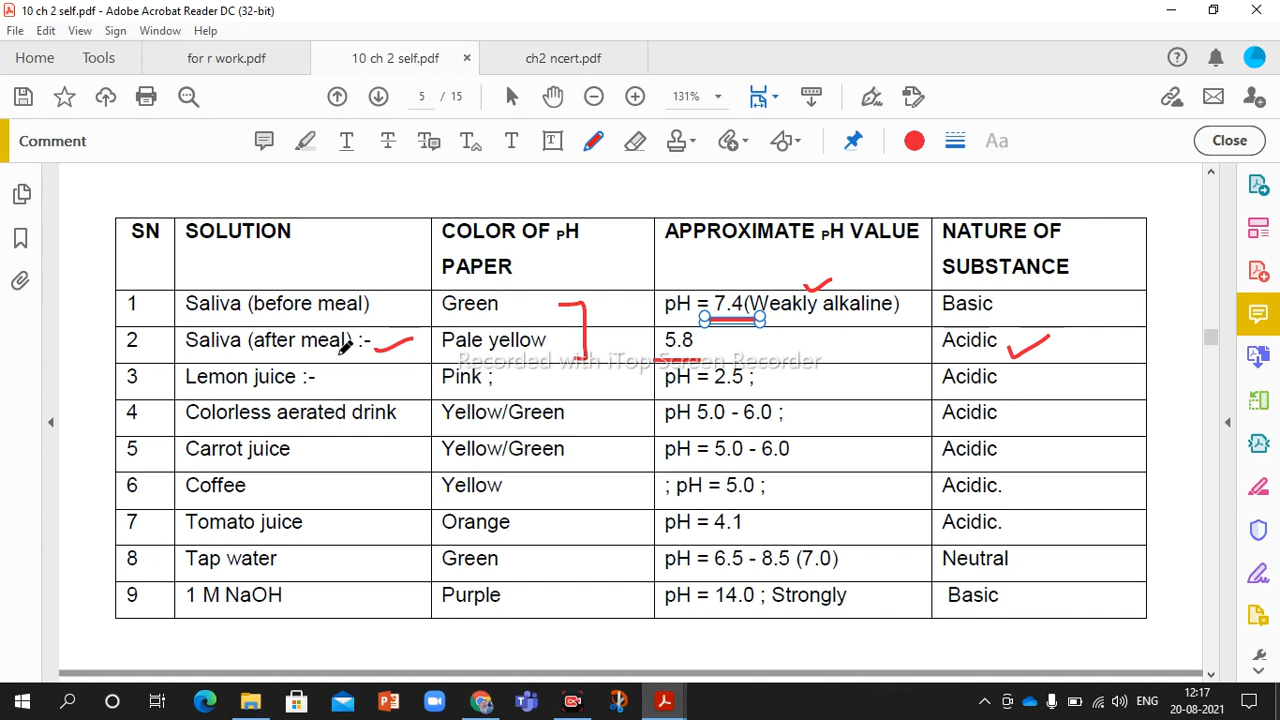 10 ch 2 self.pdf - Adobe Acrobat Reader DC (32-bit)
File Edit View Sign Window Help
Home Tools for r work.pdf 10 ch 2 self.pdf × ch2 ncert.pdf
5 / 15 131%
Comment Aa Close
SN SOLUTION COLOR OF pH PAPER APPROXIMATE pH VALUE NATURE OF SUBSTANCE
1 Saliva (before meal) Green pH = 7.4(Weakly alkaline) Basic
2 Saliva (after meal) :- Pale yellow 5.8 Acidic
Recorded with iTop Screen Recorder
3 Lemon juice :- Pink ; pH = 2.5 ; Acidic
4 Colorless aerated drink Yellow/Green pH 5.0 - 6.0 ; Acidic
5 Carrot juice Yellow/Green pH = 5.0 - 6.0 Acidic
6 Coffee Yellow ; pH = 5.0 ; Acidic.
7 Tomato juice Orange pH = 4.1 Acidic.
8 Tap water Green pH = 6.5 - 8.5 (7.0) Neutral
9 1 M NaOH Purple pH = 14.0 ; Strongly Basic
ENG 12:17
20-08-2021